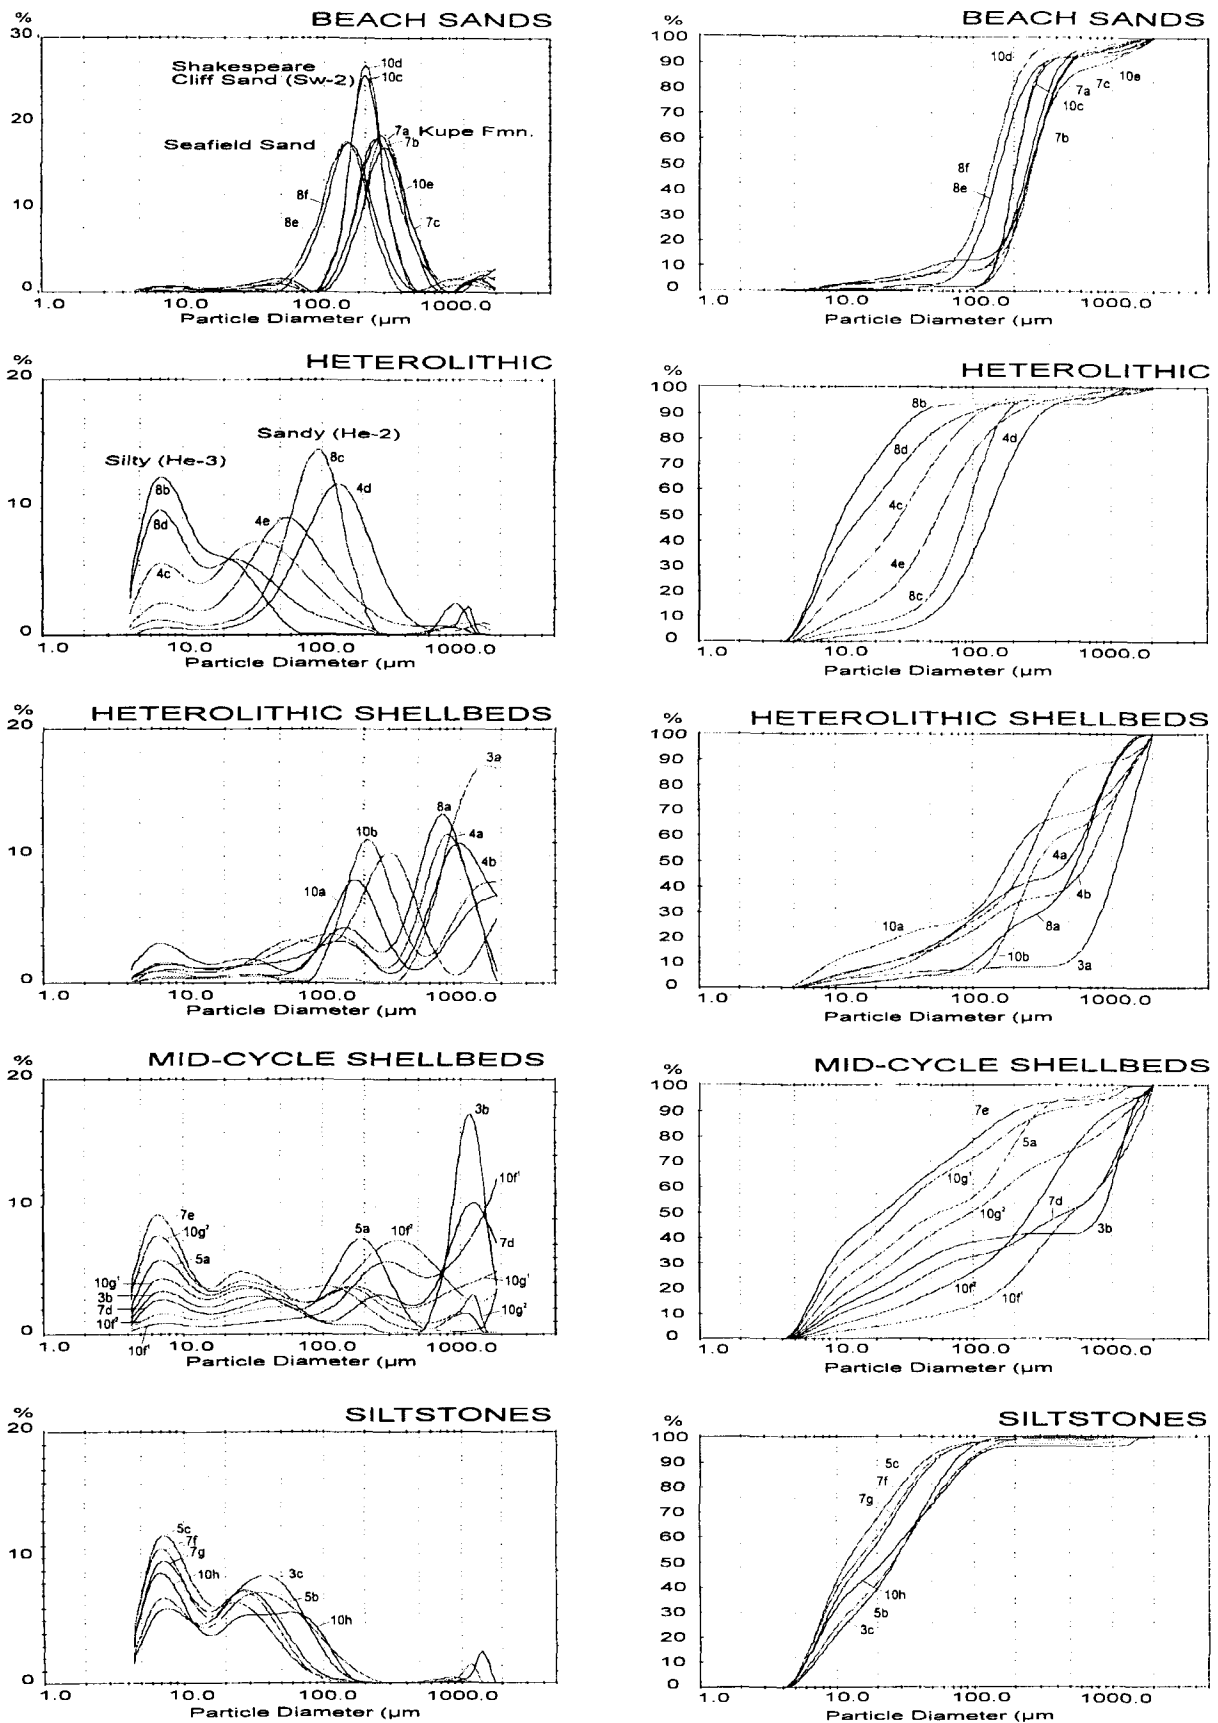 BEACH SANDS
%
30
20
10
0
Shakespeare
Cliff Sand (Sw-2)
10d
10c
7a Kupe Fmn.
7b
Seafield Sand
8f
8e
10e
7c
1.0 10.0 100.0 1000.0
Particle Diameter (µm
BEACH SANDS
%
100
90
80
70
60
50
40
30
20
10
0
10d
7c
10e
7a
10c
7b
8f
8e
1.0 10.0 100.0 1000.0
Particle Diameter (µm
HETEROLITHIC
%
20
10
0
Sandy (He-2)
Silty (He-3)
8c
8b
4d
8d
4e
4c
1.0 10.0 100.0 1000.0
Particle Diameter (µm
HETEROLITHIC
%
100
90
80
70
60
50
40
30
20
10
0
8b
8d
4d
4c
4e
8c
1.0 10.0 100.0 1000.0
Particle Diameter (µm
HETEROLITHIC SHELLBEDS
%
20
10
0
3a
8a
4a
10b
4b
10a
1.0 10.0 100.0 1000.0
Particle Diameter (µm
HETEROLITHIC SHELLBEDS
%
100
90
80
70
60
50
40
30
20
10
0
4a
4b
10a
8a
10b
3a
1.0 10.0 100.0 1000.0
Particle Diameter (µm
MID-CYCLE SHELLBEDS
%
20
10
0
3b
7e
10g²
5a
10g¹
3b
7d
10f²
10f¹
5a
10f²
10f¹
7d
10g¹
10g²
1.0 10.0 100.0 1000.0
Particle Diameter (µm
MID-CYCLE SHELLBEDS
%
100
90
80
70
60
50
40
30
20
10
0
7e
5a
10g¹
10g²
7d
3b
10f²
10f¹
1.0 10.0 100.0 1000.0
Particle Diameter (µm
SILTSTONES
%
20
10
0
5c
7f
7g
10h
3c
5b
10h
1.0 10.0 100.0 1000.0
Particle Diameter (µm
SILTSTONES
%
100
90
80
70
60
50
40
30
20
10
0
5c
7f
7g
10h
5b
3c
1.0 10.0 100.0 1000.0
Particle Diameter (µm